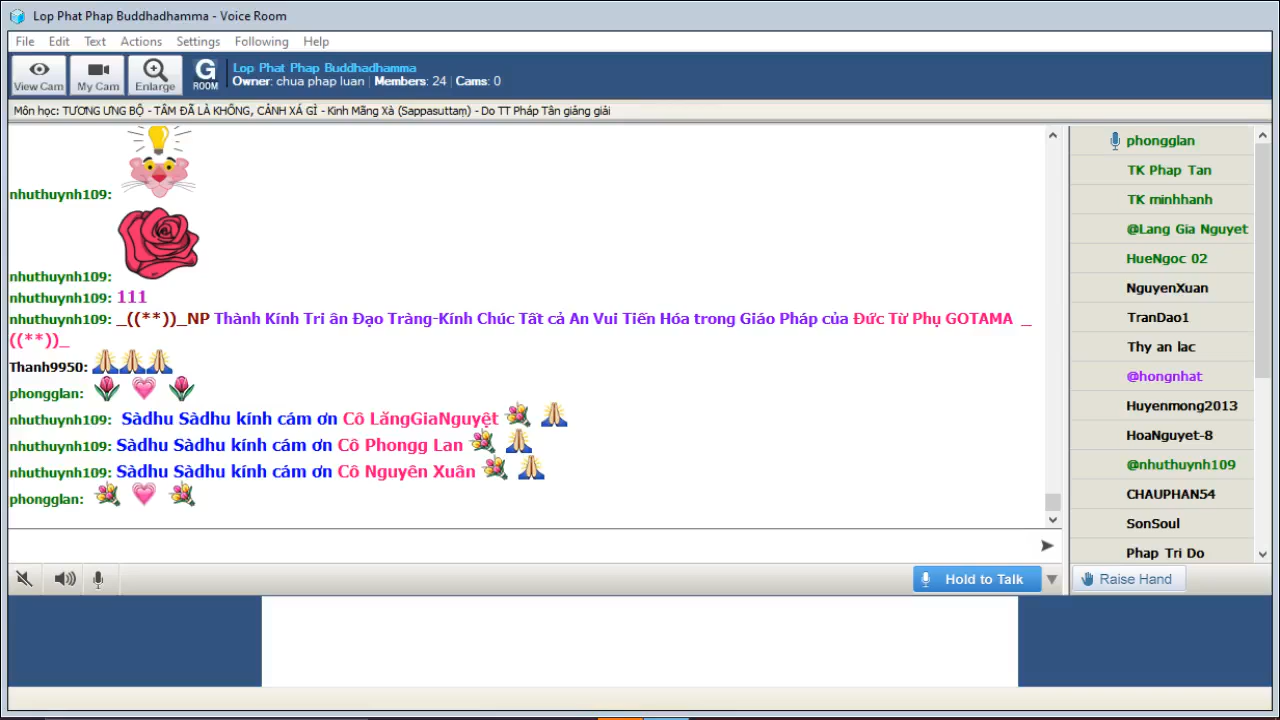 Lop Phat Phap Buddhadhamma - Voice Room
File Edit Text Actions Settings Following Help
View Cam
My Cam
Enlarge
G ROOM
Lop Phat Phap Buddhadhamma
Owner: chua phap luan | Members: 24 | Cams: 0
Môn học: TƯƠNG ƯNG BỘ - TÂM ĐÃ LÀ KHÔNG, CẢNH XÁ GÌ - Kinh Mãng Xà (Sappasuttaṃ) - Do TT Pháp Tân giảng giải
nhuthuynh109:
nhuthuynh109:
nhuthuynh109: 111
nhuthuynh109: _((**))_NP Thành Kính Tri ân Đạo Tràng-Kính Chúc Tất cả An Vui Tiến Hóa trong Giáo Pháp của Đức Từ Phụ GOTAMA _
((**))_
Thanh9950: 🙏🙏🙏
phongglan: 🌷 💗 🌷
nhuthuynh109: Sàdhu Sàdhu kính cám ơn Cô LăngGiaNguyệt 💐 🙏
nhuthuynh109: Sàdhu Sàdhu kính cám ơn Cô Phongg Lan 💐 🙏
nhuthuynh109: Sàdhu Sàdhu kính cám ơn Cô Nguyên Xuân 💐 🙏
phongglan: 💐 💗 💐
phongglan
TK Phap Tan
TK minhhanh
@Lang Gia Nguyet
HueNgoc 02
NguyenXuan
TranDao1
Thy an lac
@hongnhat
Huyenmong2013
HoaNguyet-8
@nhuthuynh109
CHAUPHAN54
SonSoul
Phap Tri Do
Hold to Talk
Raise Hand